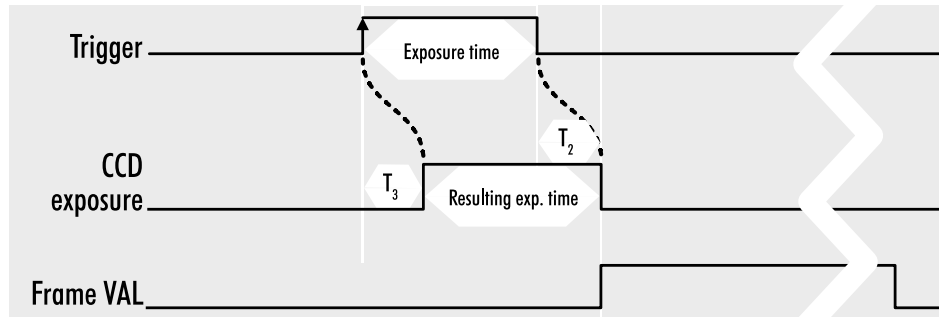 Trigger
Exposure time
T₂
CCD
exposure
T₃
Resulting exp. time
Frame VAL